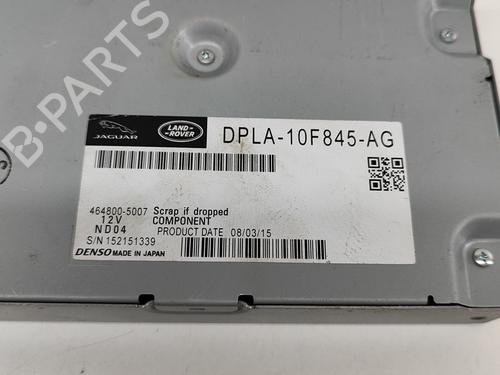 JAGUAR
LAND ROVER
DPLA-10F845-AG
464800-5007 Scrap if dropped
12V COMPONENT
ND04 PRODUCT DATE 08/03/15
S/N 152151339
DENSO MADE IN JAPAN
B-PARTS